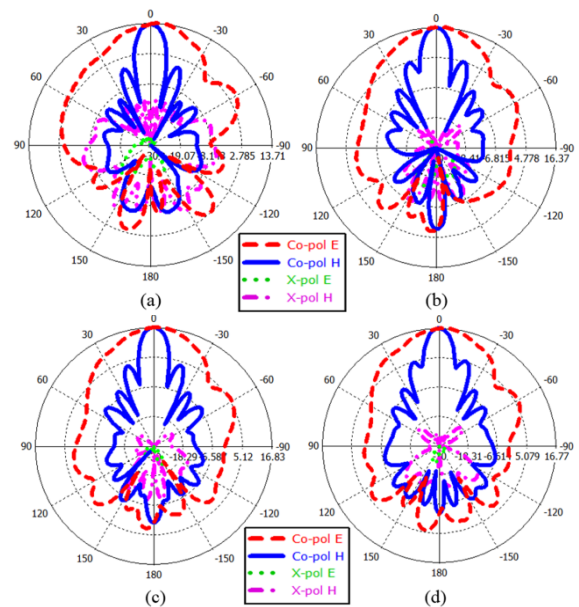 0 0
30 -30 30 -30
60 -60 60 -60
90 -90 90 -90
2.785 13.71 -6.815 4.778 16.37
120 -120 120 -120
150 -150 150 -150
180 180
Co-pol E
Co-pol H
X-pol E
X-pol H
(a) (b)
0 0
30 -30 30 -30
60 -60 60 -60
90 -90 90 -90
-18.29 5.12 16.83 5.079 16.77
120 -120 120 -120
150 -150 150 -150
180 180
Co-pol E
Co-pol H
X-pol E
X-pol H
(c) (d)